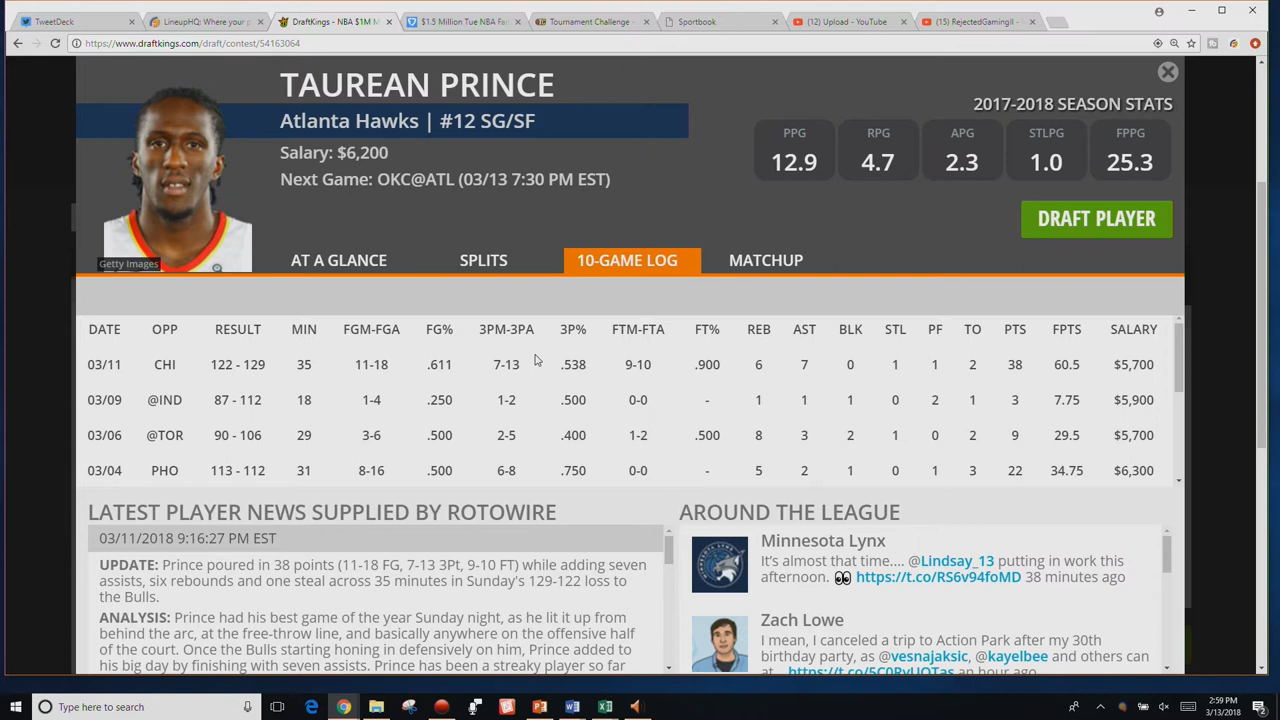 TweetDeck
LineupHQ: Where your p
DraftKings - NBA $1M M
$1.5 Million Tue NBA Fan
Tournament Challenge -
Sportbook
(12) Upload - YouTube
(15) RejectedGamingII -
https://www.draftkings.com/draft/contest/54163064
TAUREAN PRINCE
Atlanta Hawks | #12 SG/SF
Salary: $6,200
Next Game: OKC@ATL (03/13 7:30 PM EST)
2017-2018 SEASON STATS
PPG RPG APG STLPG FPPG
12.9 4.7 2.3 1.0 25.3
DRAFT PLAYER
Getty Images
AT A GLANCE SPLITS 10-GAME LOG MATCHUP
DATE OPP RESULT MIN FGM-FGA FG% 3PM-3PA 3P% FTM-FTA FT% REB AST BLK STL PF TO PTS FPTS SALARY
03/11 CHI 122 - 129 35 11-18 .611 7-13 .538 9-10 .900 6 7 0 1 1 2 38 60.5 $5,700
03/09 @IND 87 - 112 18 1-4 .250 1-2 .500 0-0 - 1 1 1 0 2 1 3 7.75 $5,900
03/06 @TOR 90 - 106 29 3-6 .500 2-5 .400 1-2 .500 8 3 2 1 0 2 9 29.5 $5,700
03/04 PHO 113 - 112 31 8-16 .500 6-8 .750 0-0 - 5 2 1 0 1 3 22 34.75 $6,300
LATEST PLAYER NEWS SUPPLIED BY ROTOWIRE
03/11/2018 9:16:27 PM EST
UPDATE: Prince poured in 38 points (11-18 FG, 7-13 3Pt, 9-10 FT) while adding seven
assists, six rebounds and one steal across 35 minutes in Sunday's 129-122 loss to
the Bulls.
ANALYSIS: Prince had his best game of the year Sunday night, as he lit it up from
behind the arc, at the free-throw line, and basically anywhere on the offensive half
of the court. Once the Bulls starting honing in defensively on him, Prince added to
his big day by finishing with seven assists. Prince has been a streaky player so far
AROUND THE LEAGUE
Minnesota Lynx
It's almost that time.... @Lindsay_13 putting in work this
afternoon. 👀 https://t.co/RS6v94foMD 38 minutes ago
Zach Lowe
I mean, I canceled a trip to Action Park after my 30th
birthday party, as @vesnajaksic, @kayelbee and others can
at... https://t.co/5C0RvUOTas an hour ago
Type here to search
2:59 PM
3/13/2018
2